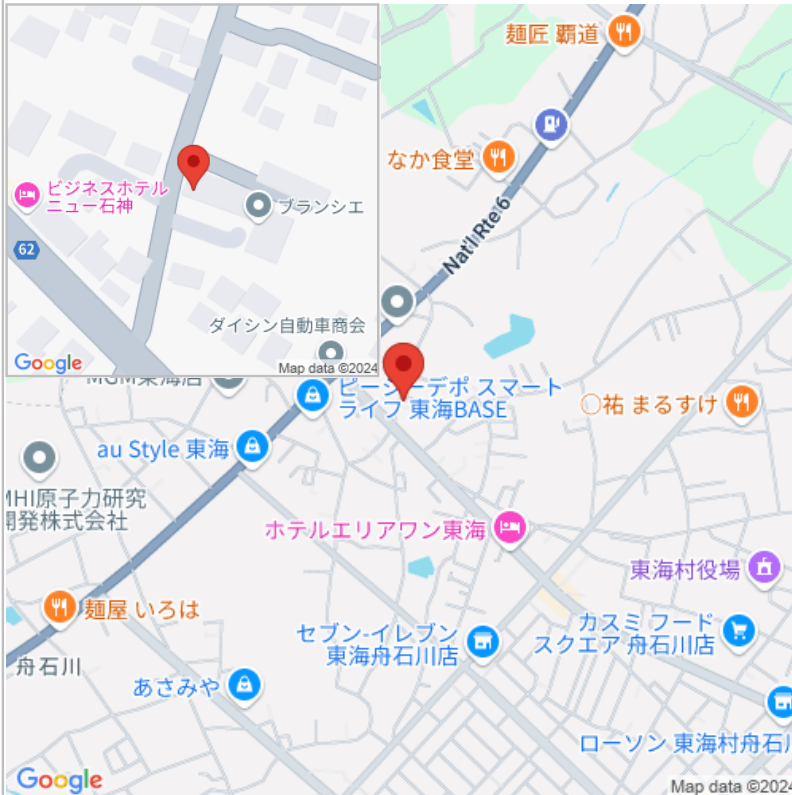 ビジネスホテル
ニュー石神
ブランシエ
62
ダイシン自動車商会
Google
Map data ©2024
麺匠 覇道
なか食堂
Nat'l Rte 6
MGM東海店
ピーシーデポ スマート
ライフ 東海BASE
〇祐 まるすけ
au Style 東海
MHI原子力研究
開発株式会社
ホテルエリアワン東海
東海村役場
麺屋 いろは
セブン-イレブン
東海舟石川店
カスミ フード
スクエア 舟石川店
舟石川
あさみや
ローソン 東海村舟石川
Google
Map data ©2024